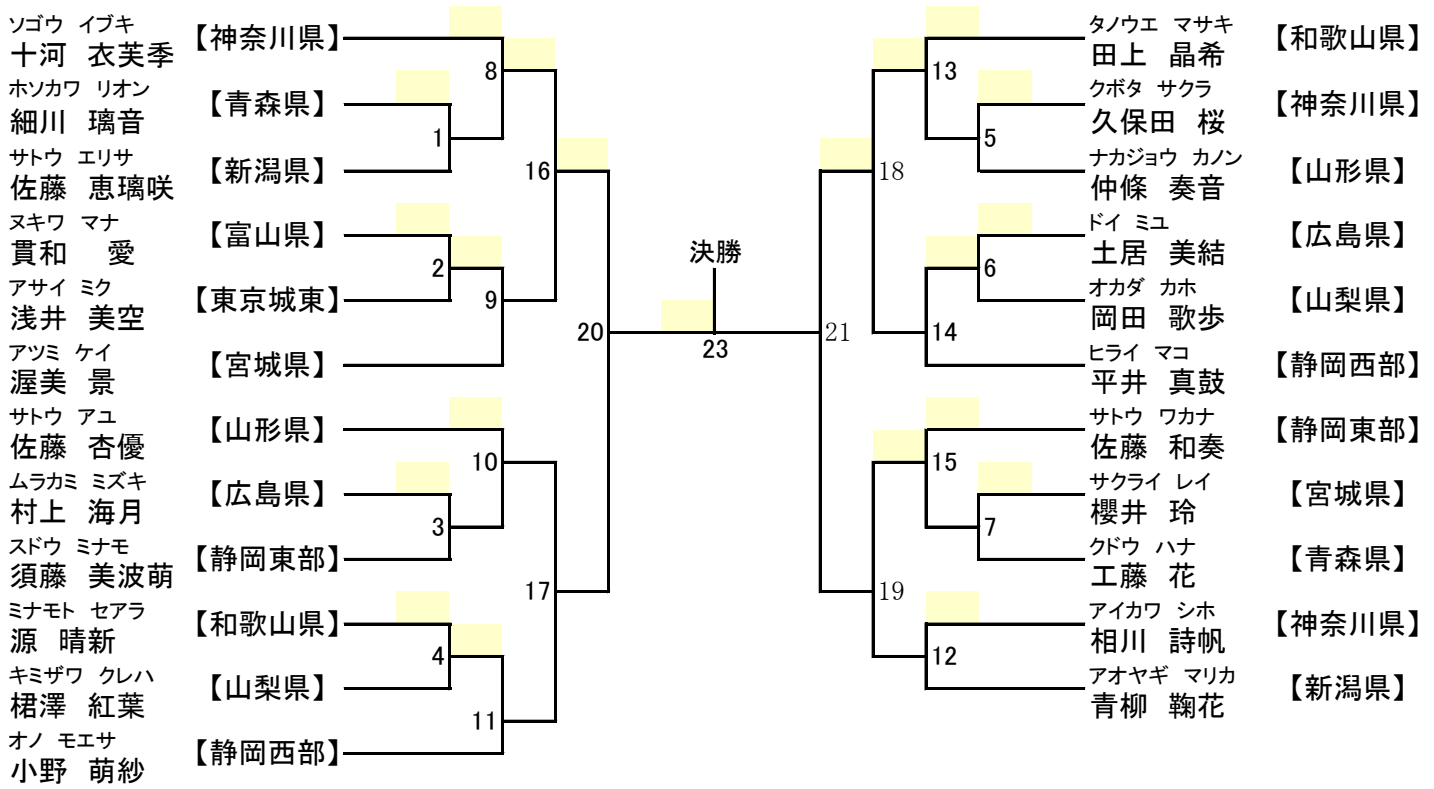 ソゴウ イブキ
十河 衣芙季 【神奈川県】
ホソカワ リオン
細川 璃音 【青森県】
サトウ エリサ
佐藤 恵璃咲 【新潟県】
ヌキワ マナ
貫和 愛 【富山県】
アサイ ミク
浅井 美空 【東京城東】
アツミ ケイ
渥美 景 【宮城県】
サトウ アユ
佐藤 杏優 【山形県】
ムラカミ ミズキ
村上 海月 【広島県】
スドウ ミナモ
須藤 美波萌 【静岡東部】
ミナモト セアラ
源 晴新 【和歌山県】
キミザワ クレハ
桾澤 紅葉 【山梨県】
オノ モエサ
小野 萌紗 【静岡西部】
8
1
16
2
9
20
10
3
17
4
11
決勝
23
13
5
18
6
14
21
15
7
19
12
タノウエ マサキ
田上 晶希 【和歌山県】
クボタ サクラ
久保田 桜 【神奈川県】
ナカジョウ カノン
仲條 奏音 【山形県】
ドイ ミユ
土居 美結 【広島県】
オカダ カホ
岡田 歌歩 【山梨県】
ヒライ マコ
平井 真鼓 【静岡西部】
サトウ ワカナ
佐藤 和奏 【静岡東部】
サクライ レイ
櫻井 玲 【宮城県】
クドウ ハナ
工藤 花 【青森県】
アイカワ シホ
相川 詩帆 【神奈川県】
アオヤギ マリカ
青柳 鞠花 【新潟県】